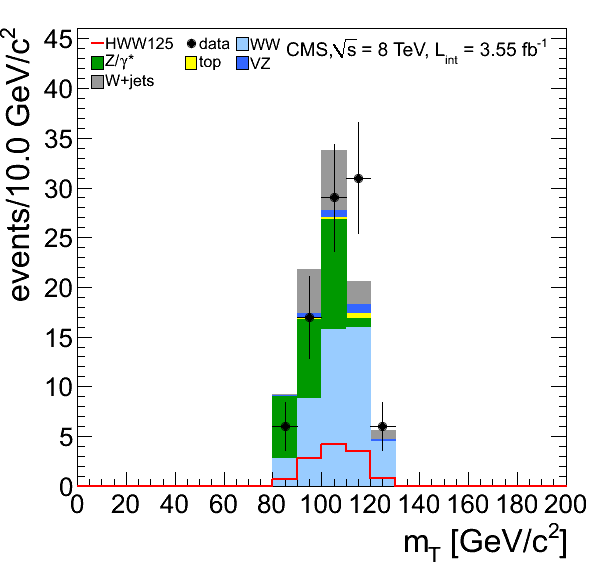 HWW125 data WW
Z/γ* top VZ
W+jets
CMS,√s = 8 TeV, L_int = 3.55 fb⁻¹
events/10.0 GeV/c²
45
40
35
30
25
20
15
10
5
0
0 20 40 60 80 100 120 140 160 180 200
m_T [GeV/c²]